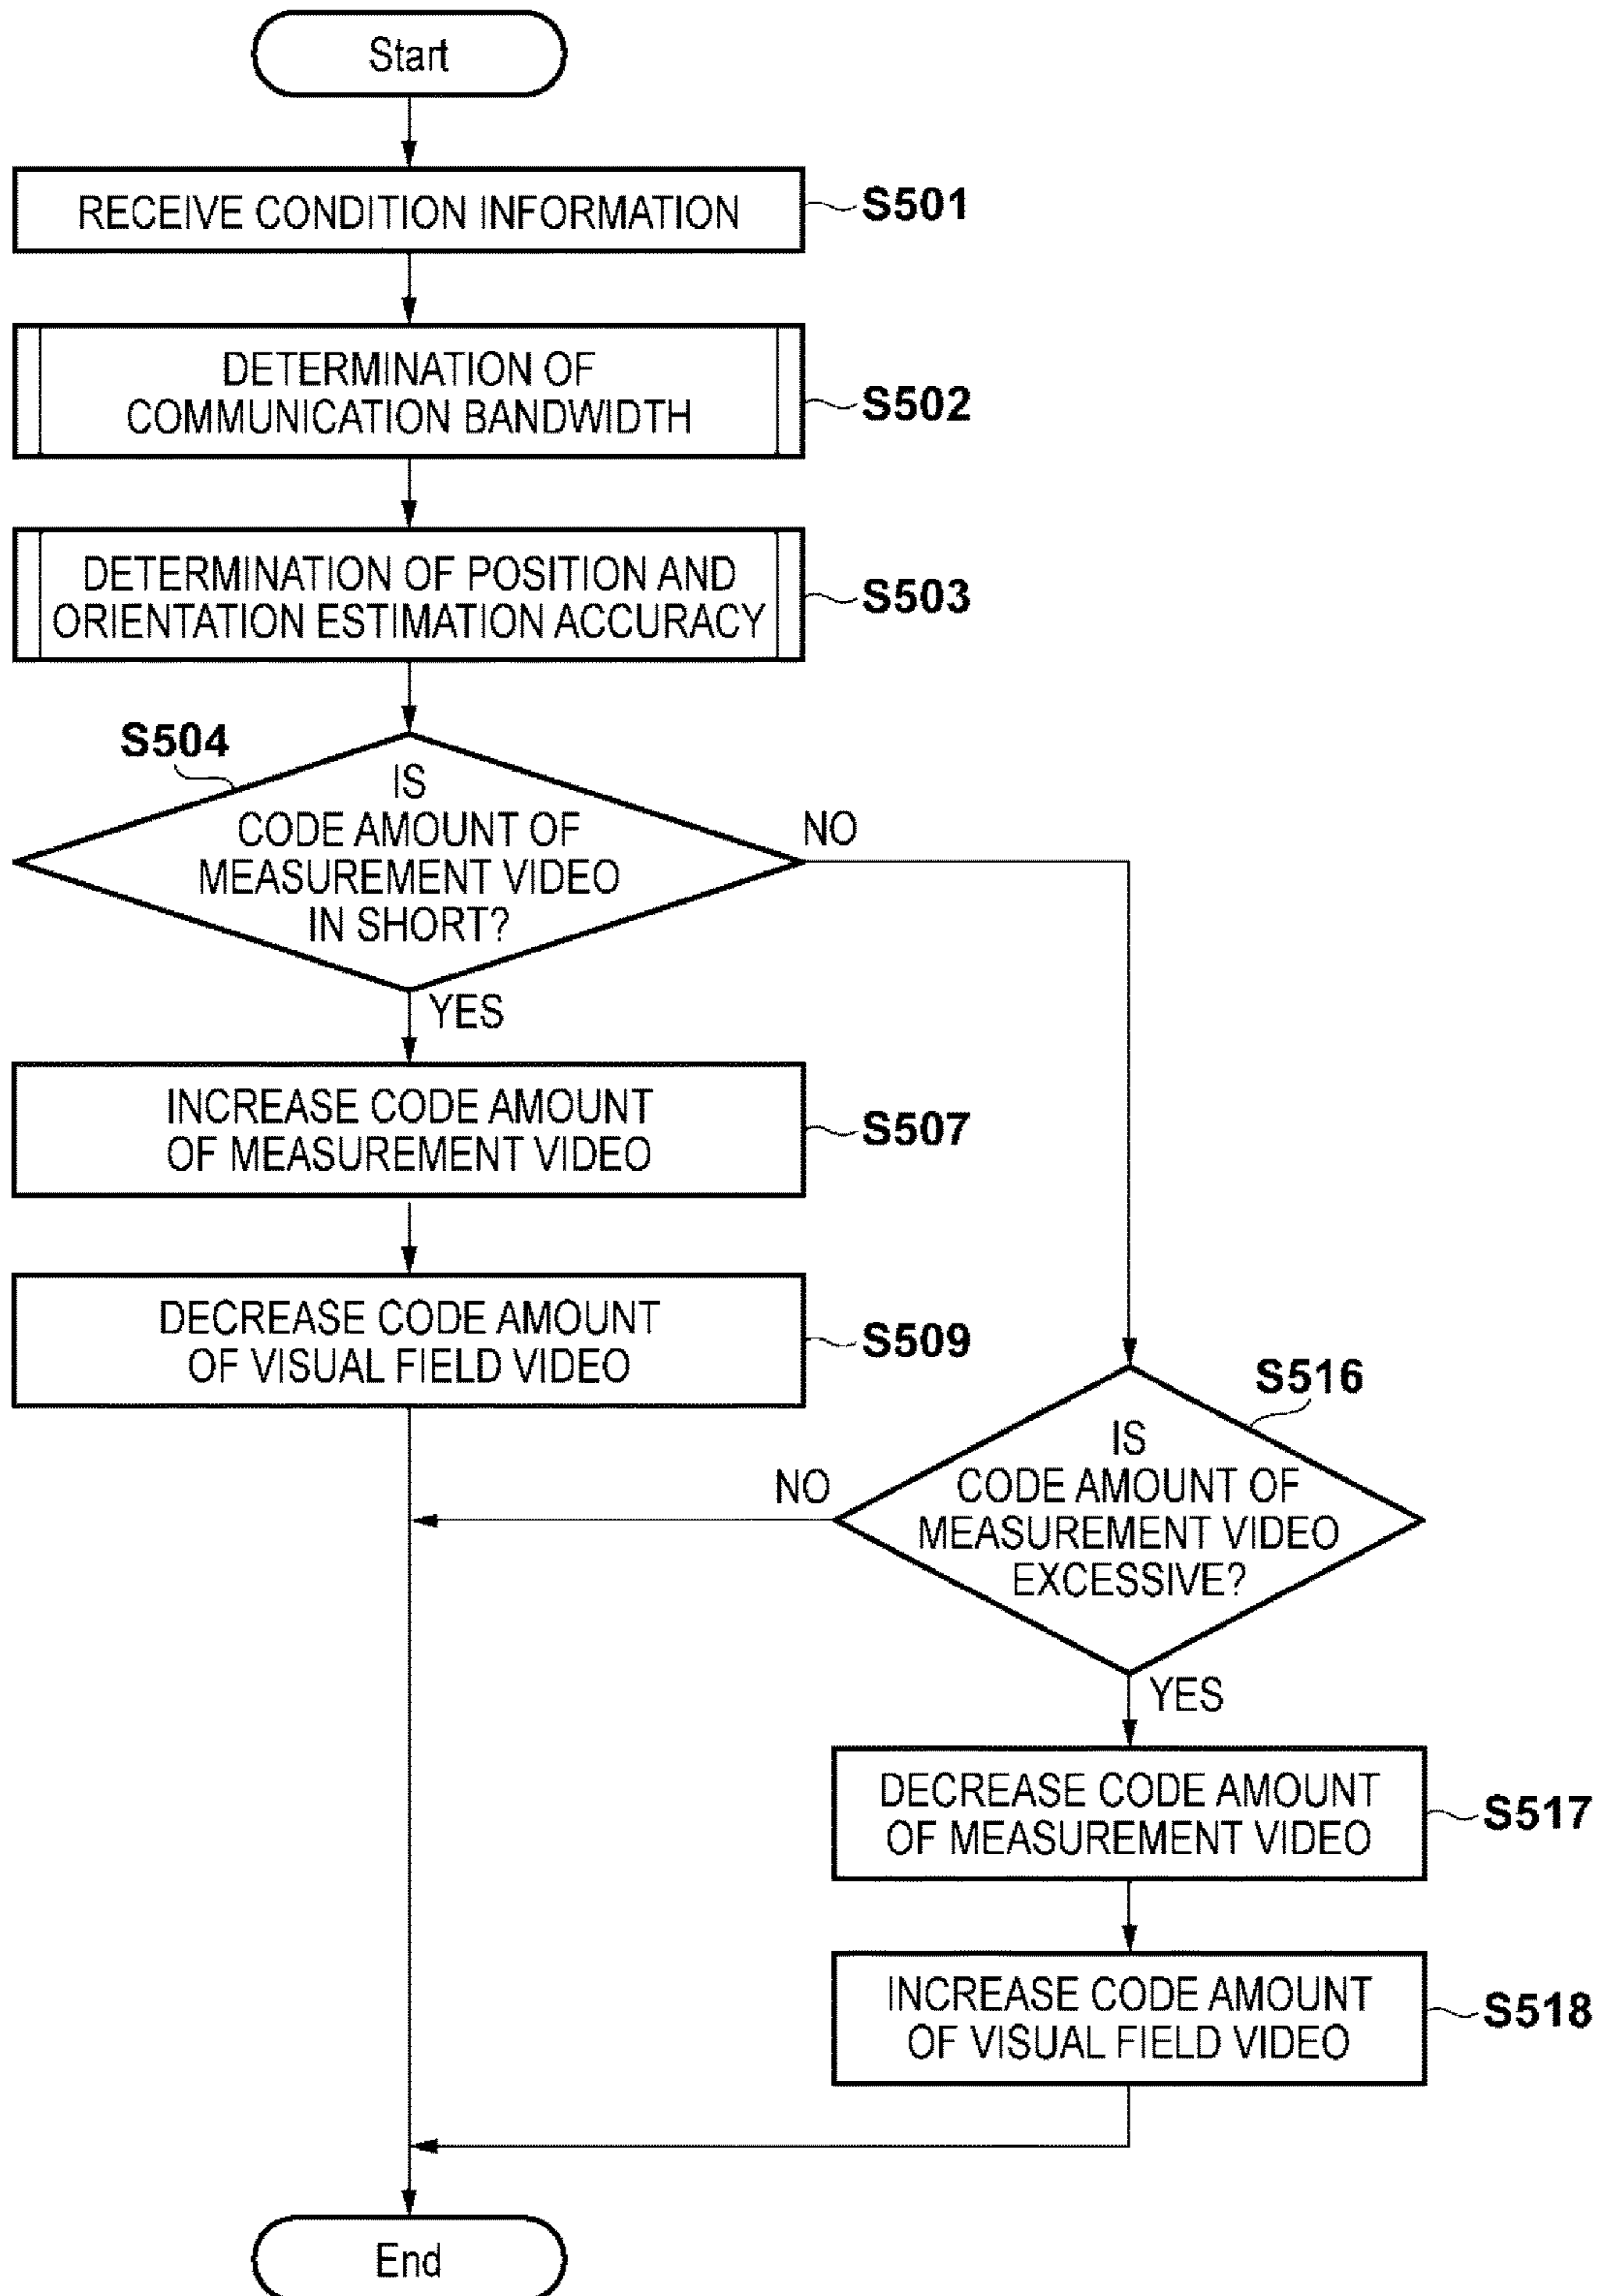 Start
RECEIVE CONDITION INFORMATION
S501
DETERMINATION OF
COMMUNICATION BANDWIDTH
S502
DETERMINATION OF POSITION AND
ORIENTATION ESTIMATION ACCURACY
S503
S504
IS
CODE AMOUNT OF
MEASUREMENT VIDEO
IN SHORT?
NO
YES
INCREASE CODE AMOUNT
OF MEASUREMENT VIDEO
S507
DECREASE CODE AMOUNT
OF VISUAL FIELD VIDEO
S509
S516
IS
CODE AMOUNT OF
MEASUREMENT VIDEO
EXCESSIVE?
NO
YES
DECREASE CODE AMOUNT
OF MEASUREMENT VIDEO
S517
INCREASE CODE AMOUNT
OF VISUAL FIELD VIDEO
S518
End